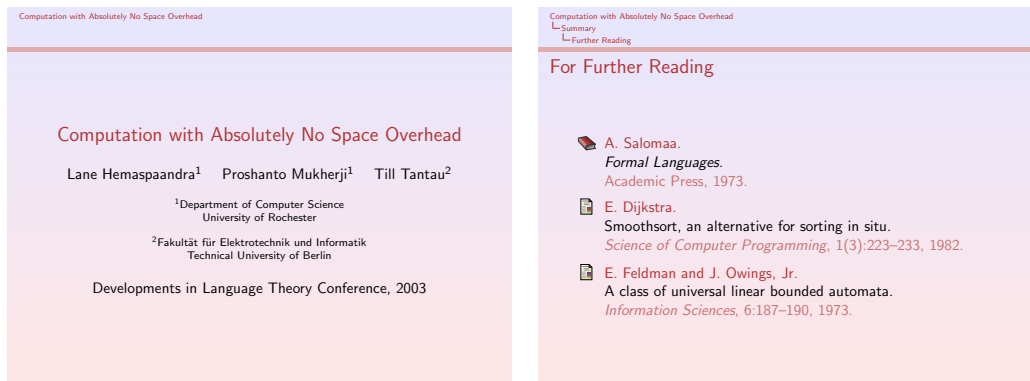 Computation with Absolutely No Space Overhead
Computation with Absolutely No Space Overhead
Lane Hemaspaandra¹ Proshanto Mukherji¹ Till Tantau²
¹Department of Computer Science
University of Rochester
²Fakultät für Elektrotechnik und Informatik
Technical University of Berlin
Developments in Language Theory Conference, 2003
Computation with Absolutely No Space Overhead
Summary
Further Reading
For Further Reading
A. Salomaa.
Formal Languages.
Academic Press, 1973.
E. Dijkstra.
Smoothsort, an alternative for sorting in situ.
Science of Computer Programming, 1(3):223–233, 1982.
E. Feldman and J. Owings, Jr.
A class of universal linear bounded automata.
Information Sciences, 6:187–190, 1973.